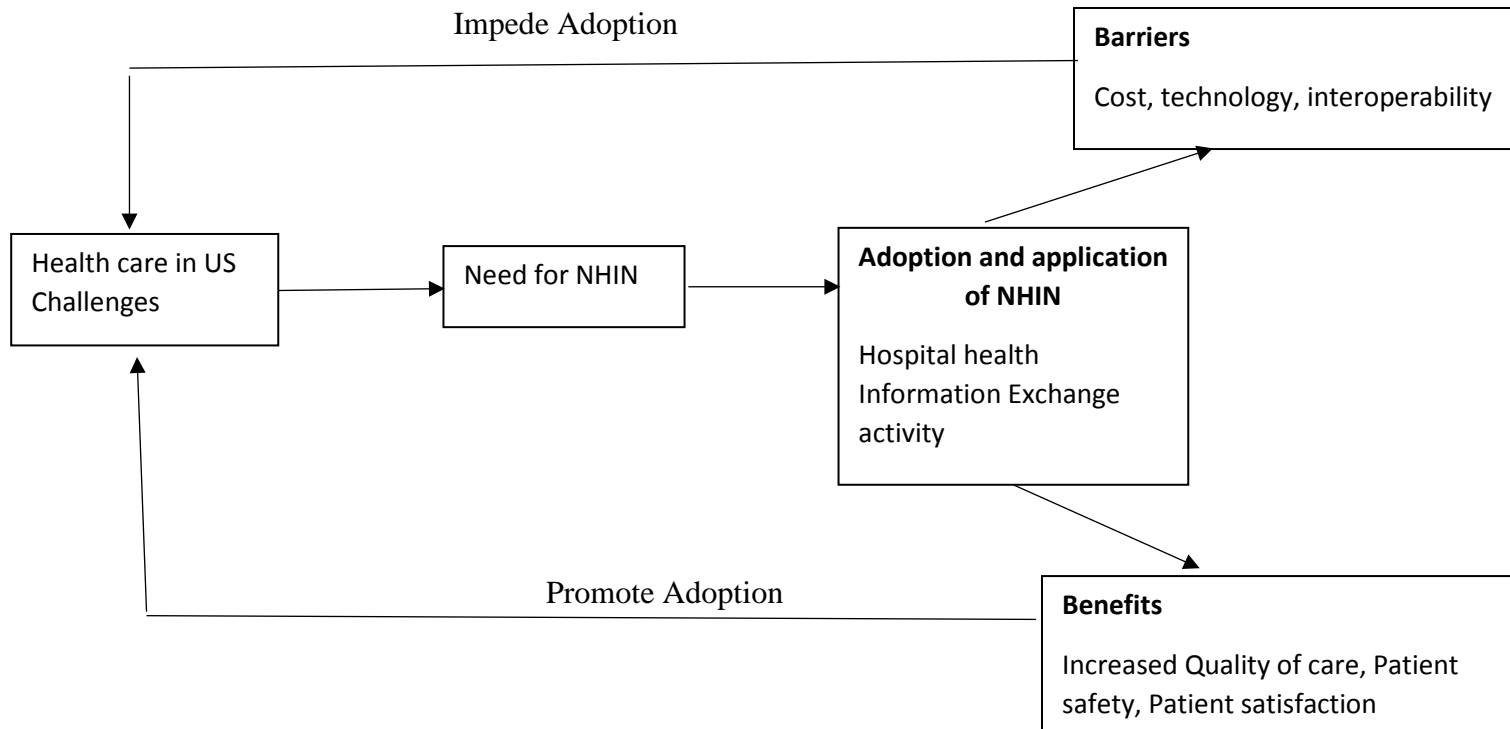 Impede Adoption
Barriers
Cost, technology, interoperability
Health care in US
Challenges
Need for NHIN
Adoption and application
of NHIN
Hospital health
Information Exchange
activity
Promote Adoption
Benefits
Increased Quality of care, Patient
safety, Patient satisfaction